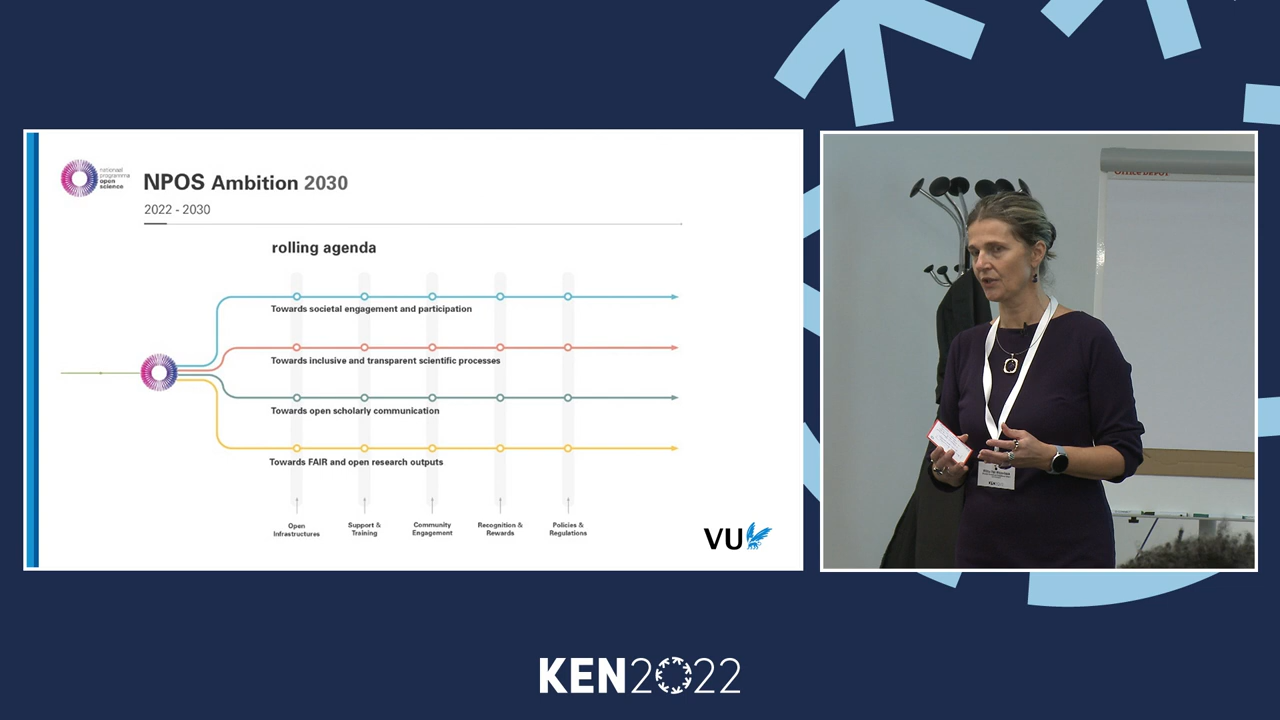 nationaal
programma
open
science
NPOS Ambition 2030
2022 - 2030
rolling agenda
Towards societal engagement and participation
Towards inclusive and transparent scientific processes
Towards open scholarly communication
Towards FAIR and open research outputs
Open
Infrastructures
Support &
Training
Community
Engagement
Recognition &
Rewards
Policies &
Regulations
VU
Office DEPOT
KEN2022